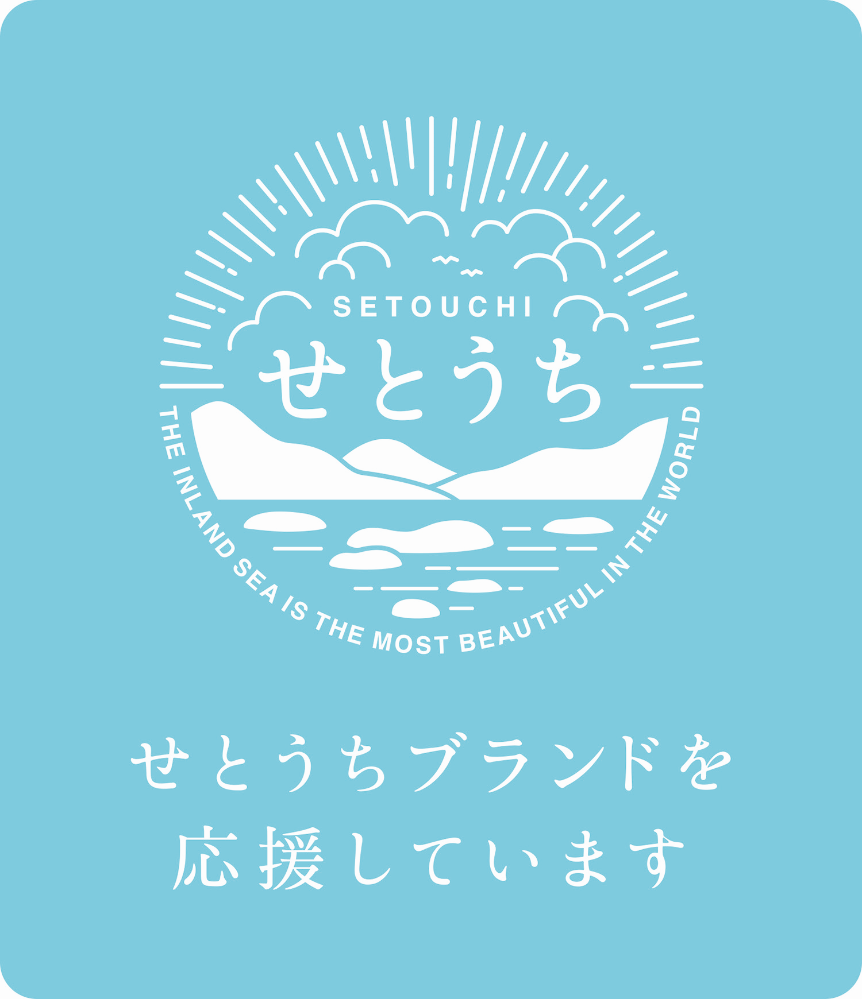 SETOUCHI
せとうち
THE INLAND SEA IS THE MOST BEAUTIFUL IN THE WORLD
せとうちブランドを
応援しています